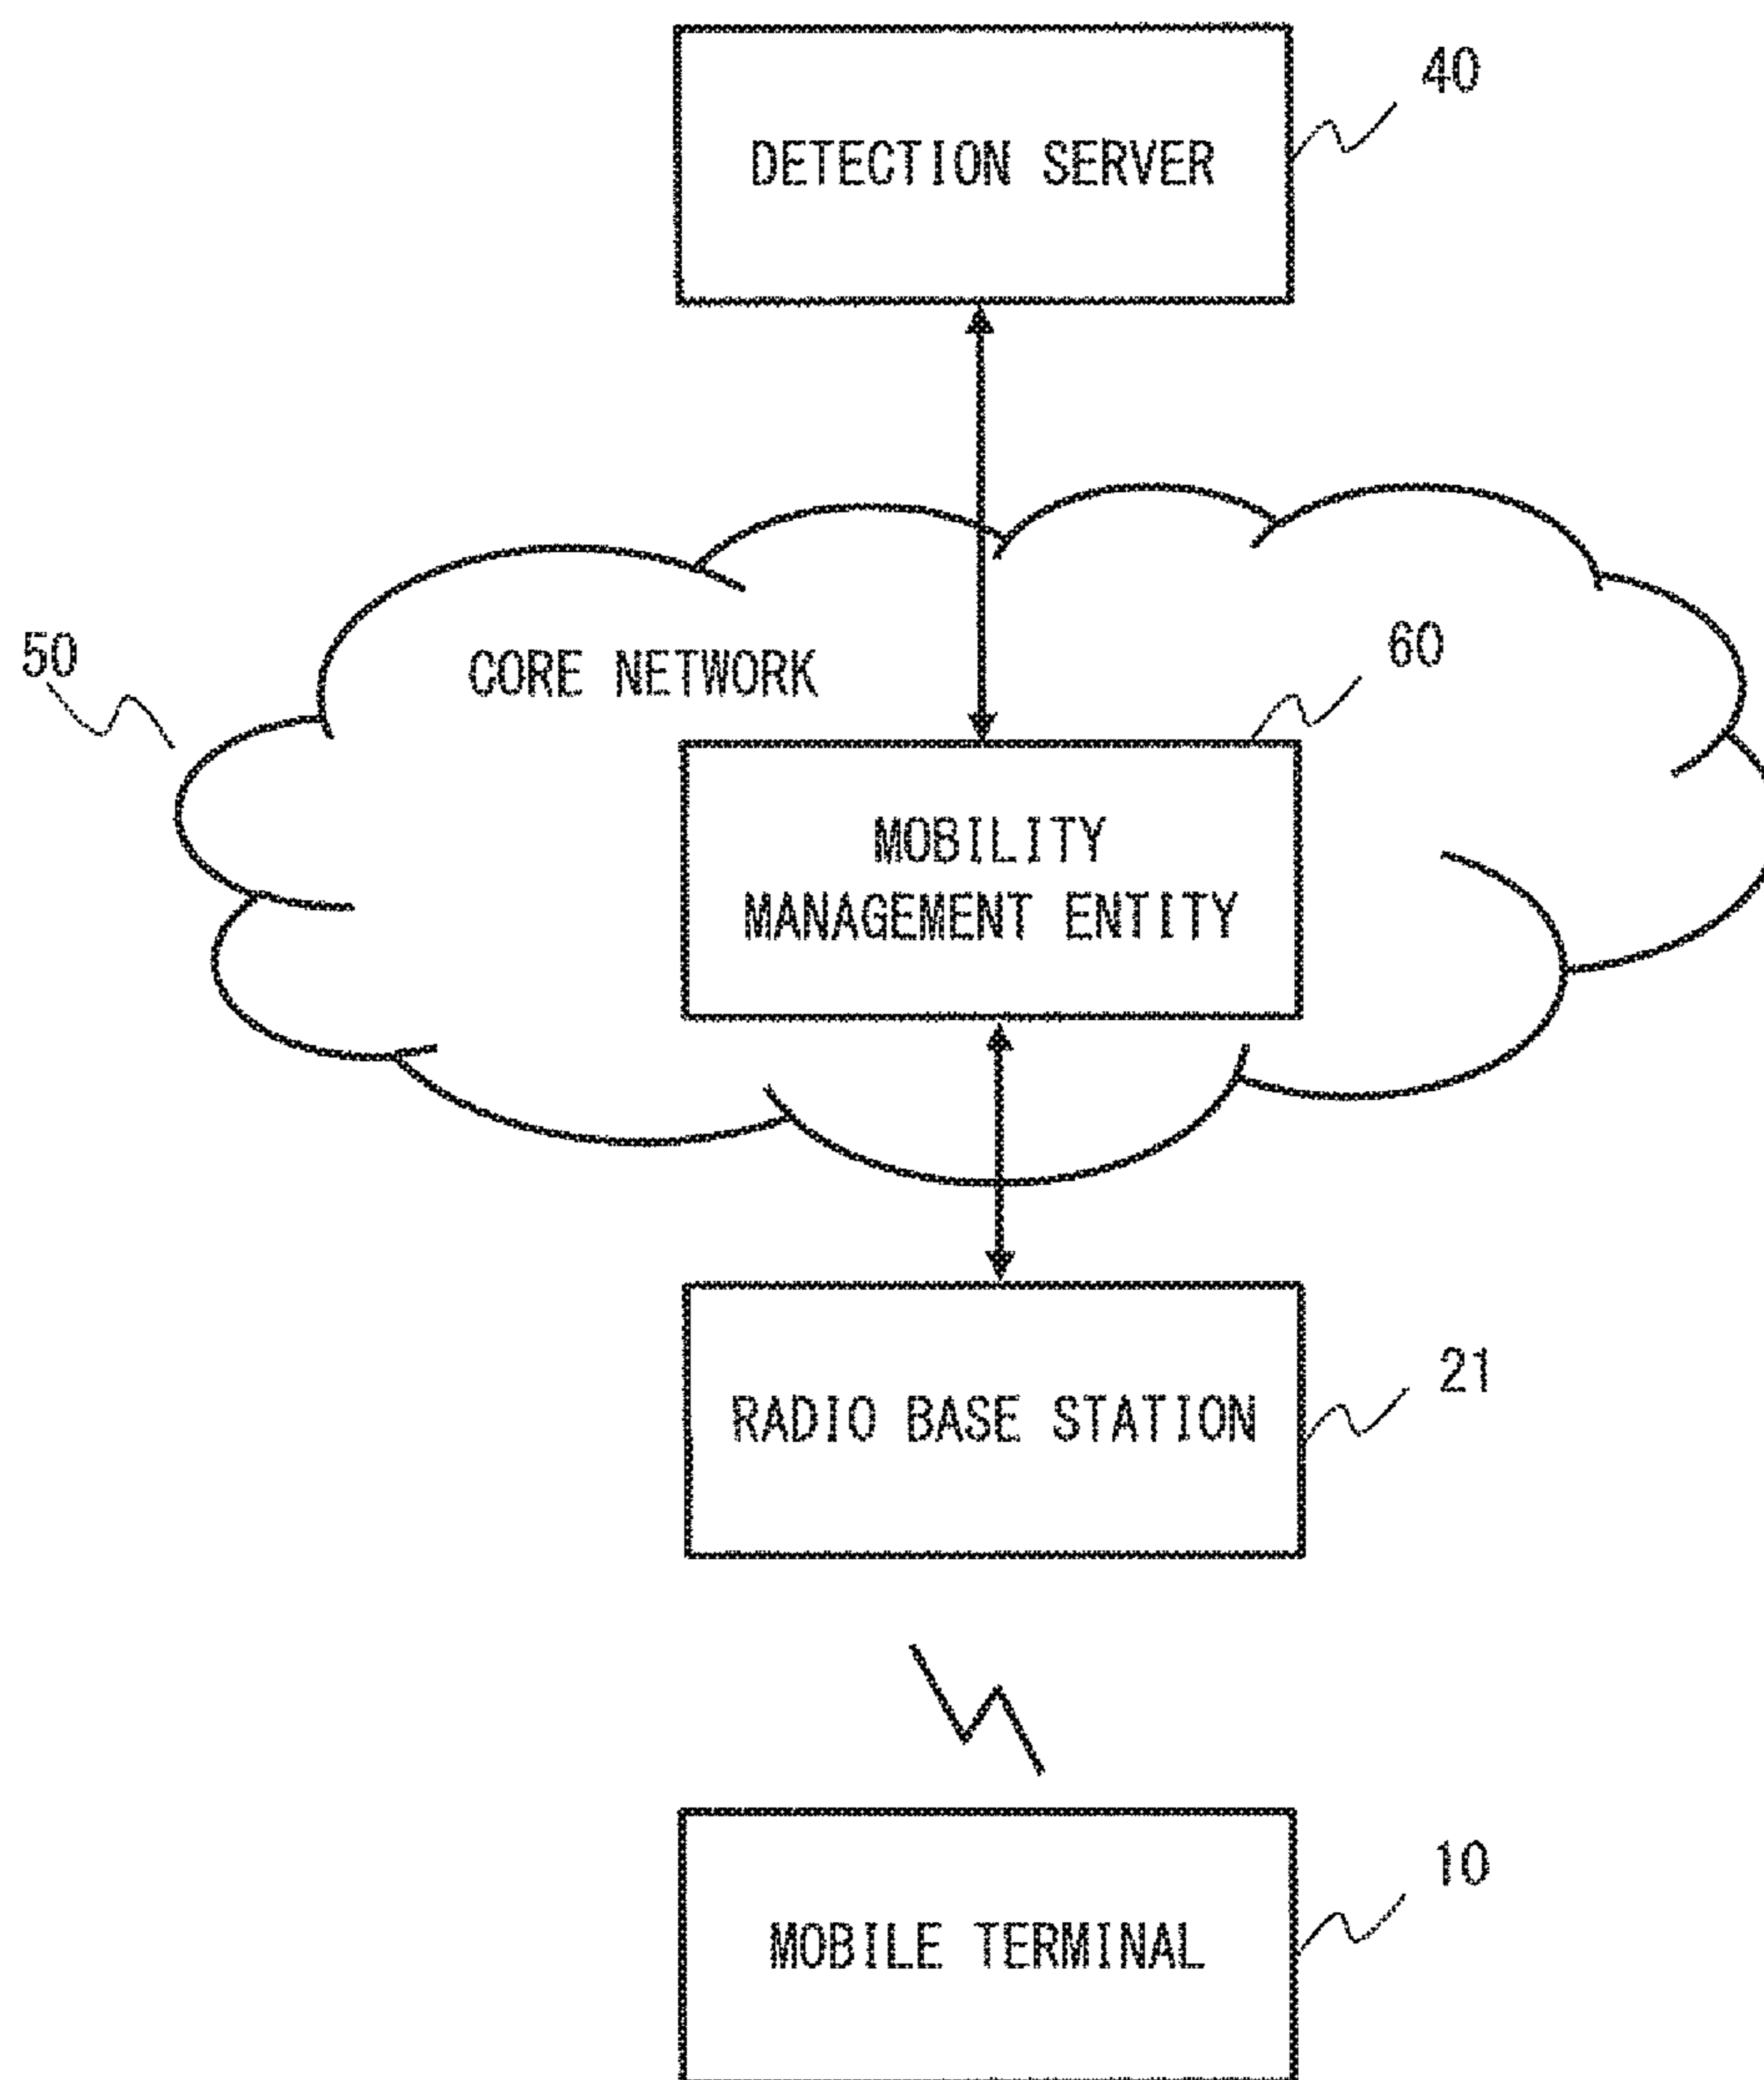 40
DETECTION SERVER
50
CORE NETWORK
60
MOBILITY
MANAGEMENT ENTITY
21
RADIO BASE STATION
10
MOBILE TERMINAL